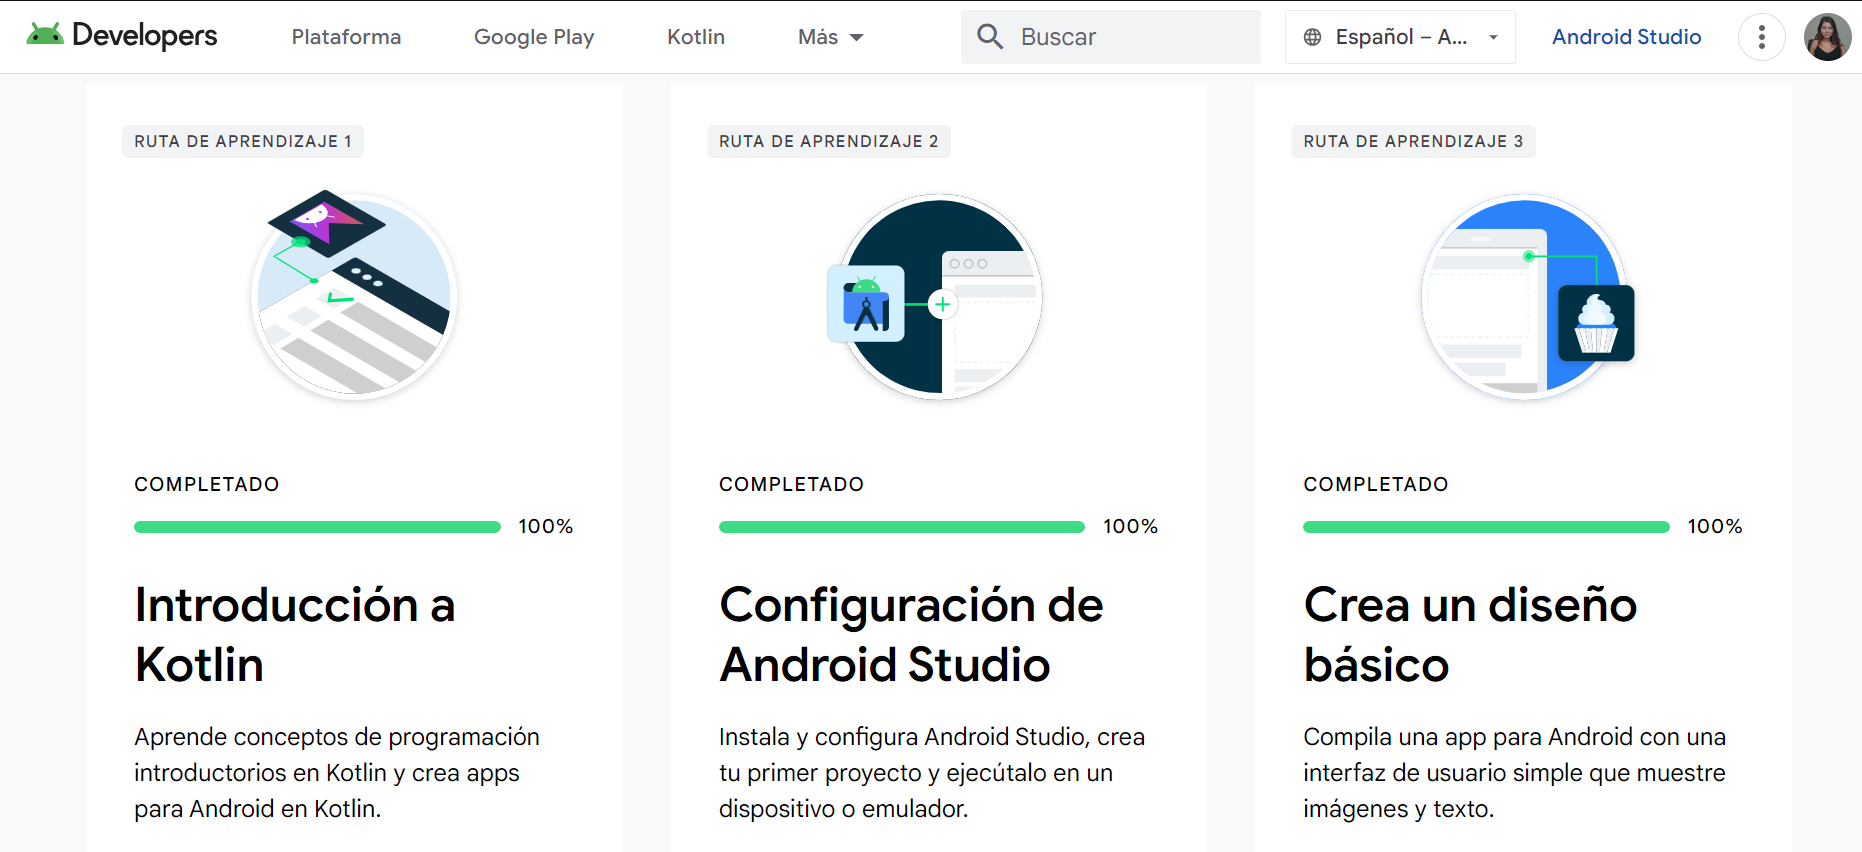 Developers
Plataforma
Google Play
Kotlin
Más
Buscar
Español – A...
Android Studio
RUTA DE APRENDIZAJE 1
COMPLETADO
100%
Introducción a
Kotlin
Aprende conceptos de programación
introductorios en Kotlin y crea apps
para Android en Kotlin.
RUTA DE APRENDIZAJE 2
COMPLETADO
100%
Configuración de
Android Studio
Instala y configura Android Studio, crea
tu primer proyecto y ejecútalo en un
dispositivo o emulador.
RUTA DE APRENDIZAJE 3
COMPLETADO
100%
Crea un diseño
básico
Compila una app para Android con una
interfaz de usuario simple que muestre
imágenes y texto.